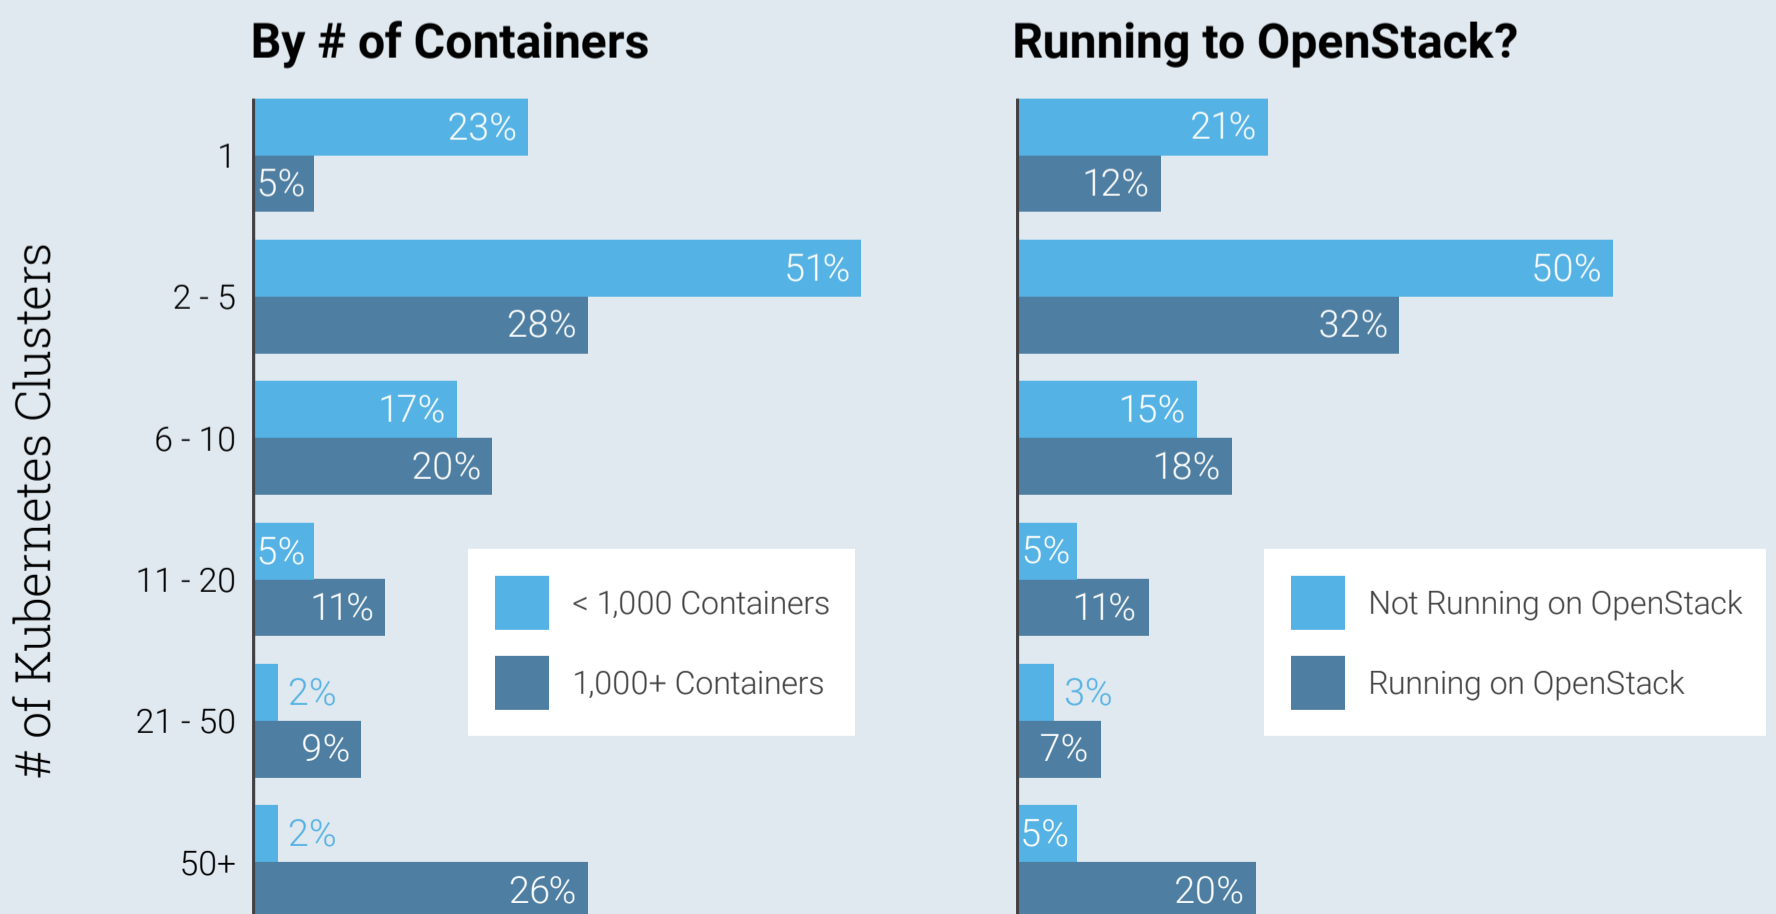 By # of Containers
Running to OpenStack?
# of Kubernetes Clusters
1
23%
5%
21%
12%
2 - 5
51%
28%
50%
32%
6 - 10
17%
20%
15%
18%
11 - 20
5%
11%
5%
11%
21 - 50
2%
9%
3%
7%
50+
2%
26%
5%
20%
< 1,000 Containers
1,000+ Containers
Not Running on OpenStack
Running on OpenStack